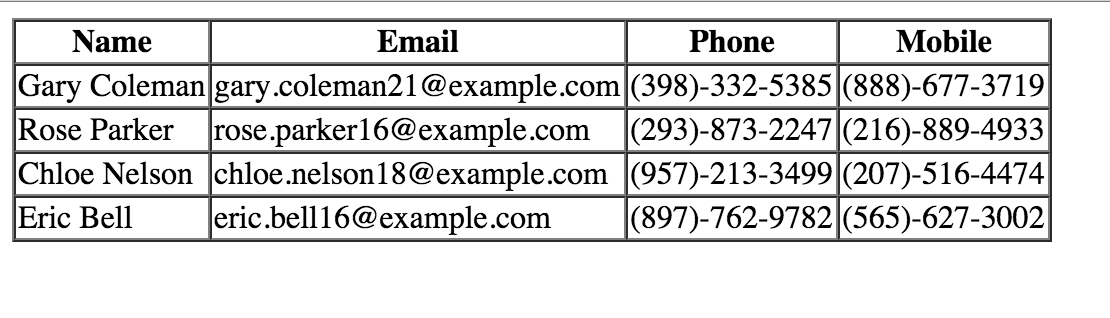 Name Email Phone Mobile
Gary Coleman gary.coleman21@example.com (398)-332-5385 (888)-677-3719
Rose Parker rose.parker16@example.com (293)-873-2247 (216)-889-4933
Chloe Nelson chloe.nelson18@example.com (957)-213-3499 (207)-516-4474
Eric Bell eric.bell16@example.com (897)-762-9782 (565)-627-3002